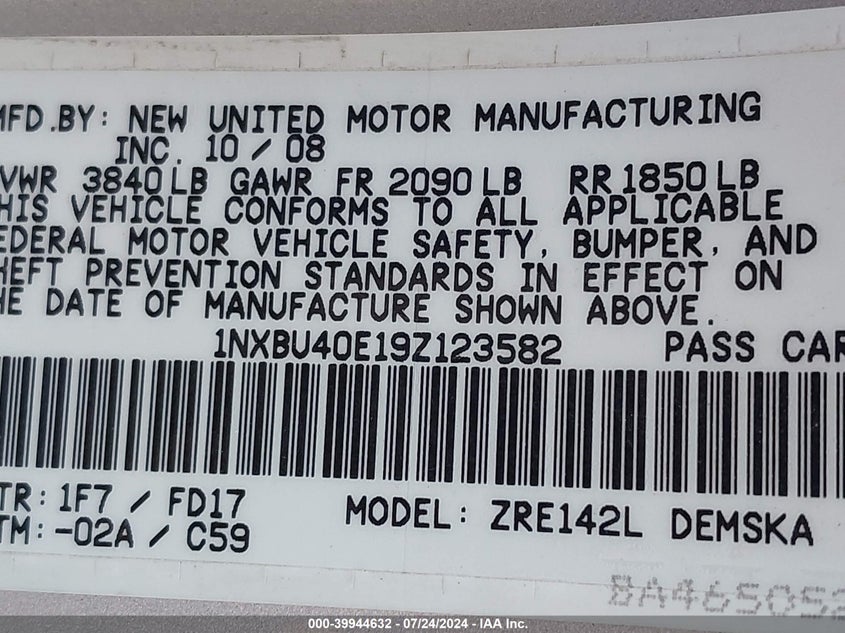 MFD.BY: NEW UNITED MOTOR MANUFACTURING
INC. 10 / 08
VWR 3840 LB GAWR FR 2090 LB RR 1850 LB
HIS VEHICLE CONFORMS TO ALL APPLICABLE
EDERAL MOTOR VEHICLE SAFETY, BUMPER, AND
HEFT PREVENTION STANDARDS IN EFFECT ON
HE DATE OF MANUFACTURE SHOWN ABOVE.
1NXBU40E19Z123582 PASS CAR
TR: 1F7 / FD17
TM: -02A / C59
MODEL: ZRE142L DEMSKA
BA465052
000-39944632 - 07/24/2024 - IAA Inc.